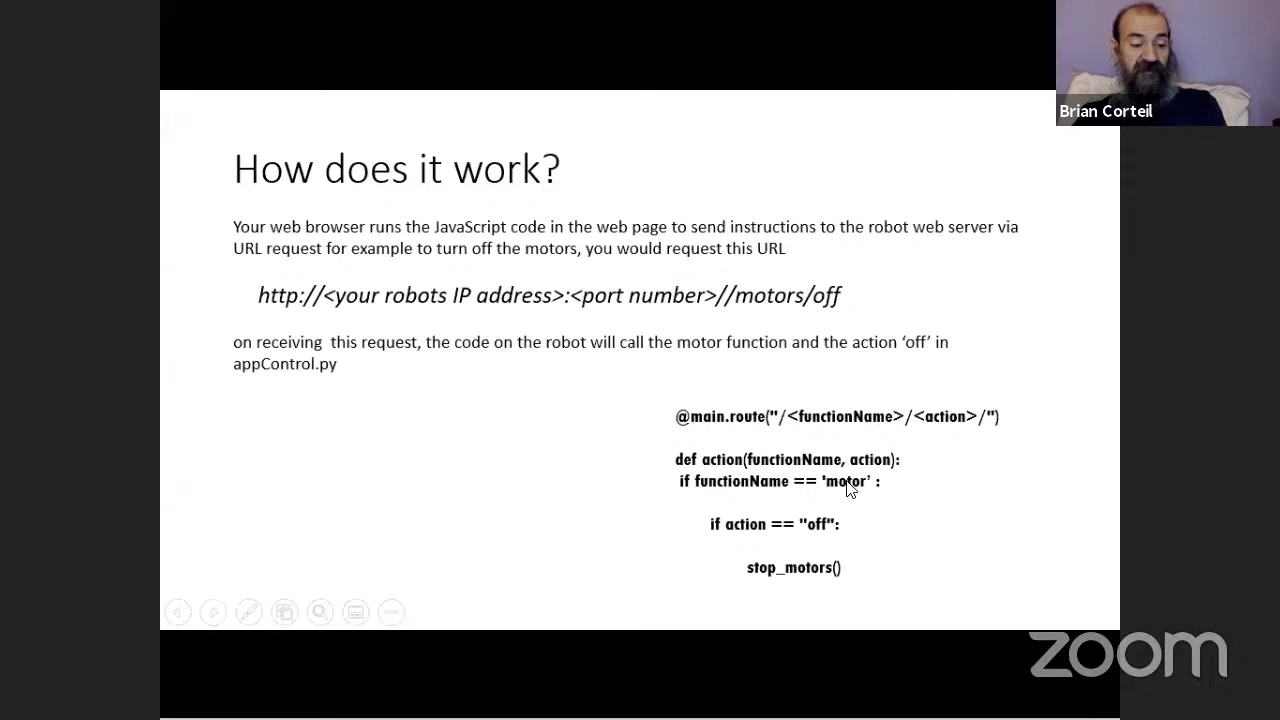 Brian Corteil
How does it work?
Your web browser runs the JavaScript code in the web page to send instructions to the robot web server via
URL request for example to turn off the motors, you would request this URL
http://<your robots IP address>:<port number>//motors/off
on receiving  this request, the code on the robot will call the motor function and the action ‘off’ in
appControl.py
@main.route("/<functionName>/<action>/")
def action(functionName, action):
if functionName == 'motor’ :
if action == "off":
stop_motors()
zoom